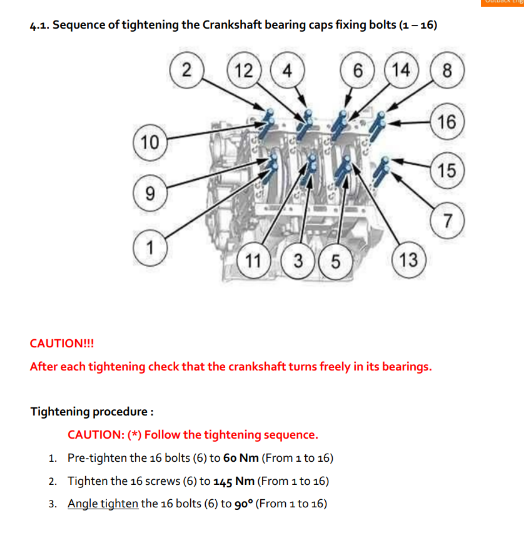 4.1. Sequence of tightening the Crankshaft bearing caps fixing bolts (1 – 16)
2 12 4 6 14 8
16
10
15
9
7
1 11 3 5 13
CAUTION!!!
After each tightening check that the crankshaft turns freely in its bearings.
Tightening procedure :
CAUTION: (*) Follow the tightening sequence.
1. Pre-tighten the 16 bolts (6) to 60 Nm (From 1 to 16)
2. Tighten the 16 screws (6) to 145 Nm (From 1 to 16)
3. Angle tighten the 16 bolts (6) to 90° (From 1 to 16)